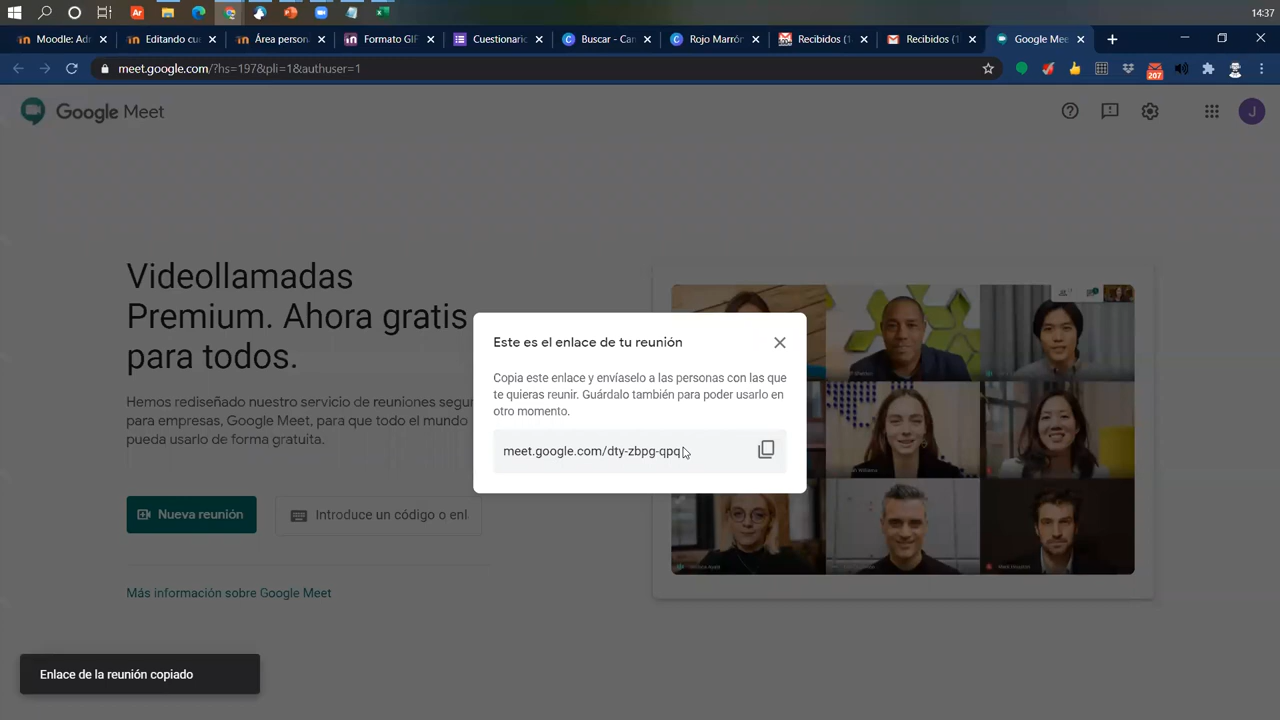 14:37
Moodle: Adr
Editando cu
Área person
Formato GIF
Cuestionario
Buscar - Can
Rojo Marrón
Recibidos (1
Recibidos (1
Google Mee
meet.google.com/?hs=197&pli=1&authuser=1
207
Google Meet
J
Videollamadas
Premium. Ahora gratis
para todos.
Hemos rediseñado nuestro servicio de reuniones segur
para empresas, Google Meet, para que todo el mundo
pueda usarlo de forma gratuita.
Nueva reunión
Introduce un código o enl
Más información sobre Google Meet
Este es el enlace de tu reunión
Copia este enlace y envíaselo a las personas con las que
te quieras reunir. Guárdalo también para poder usarlo en
otro momento.
meet.google.com/dty-zbpg-qpq
Enlace de la reunión copiado